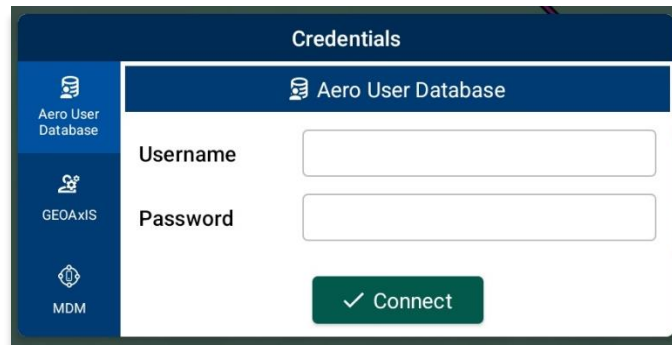 Credentials
Aero User
Database
GEOAxIS
MDM
Aero User Database
Username
Password
Connect